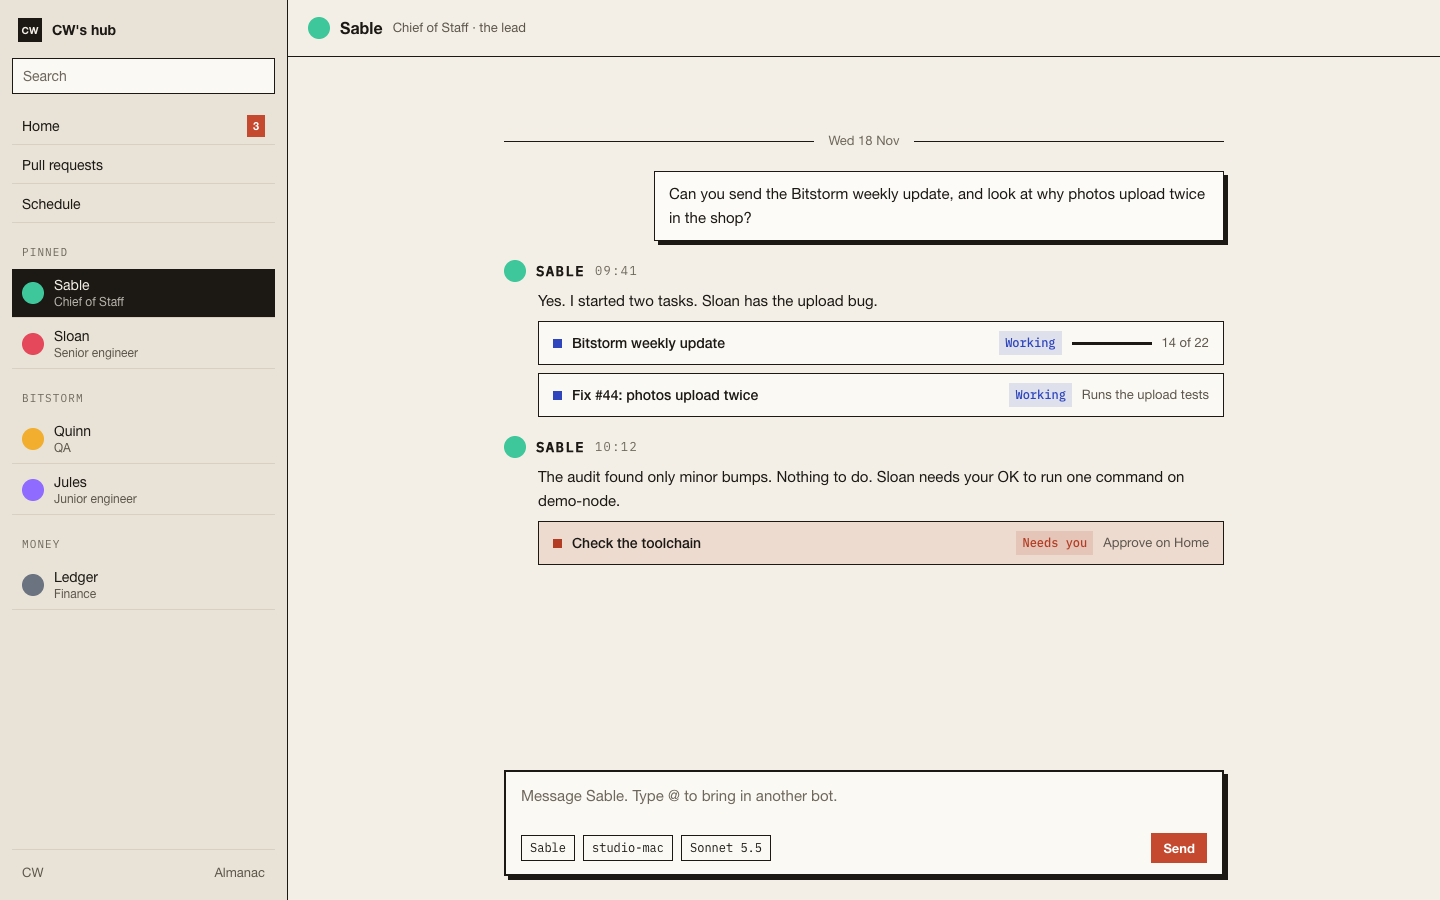 CW CW's hub
Search
Home 3
Pull requests
Schedule
PINNED
Sable
Chief of Staff
Sloan
Senior engineer
BITSTORM
Quinn
QA
Jules
Junior engineer
MONEY
Ledger
Finance
CW Almanac
Sable Chief of Staff · the lead
Wed 18 Nov
Can you send the Bitstorm weekly update, and look at why photos upload twice
in the shop?
SABLE 09:41
Yes. I started two tasks. Sloan has the upload bug.
Bitstorm weekly update Working 14 of 22
Fix #44: photos upload twice Working Runs the upload tests
SABLE 10:12
The audit found only minor bumps. Nothing to do. Sloan needs your OK to run one command on
demo-node.
Check the toolchain Needs you Approve on Home
Message Sable. Type @ to bring in another bot.
Sable studio-mac Sonnet 5.5 Send